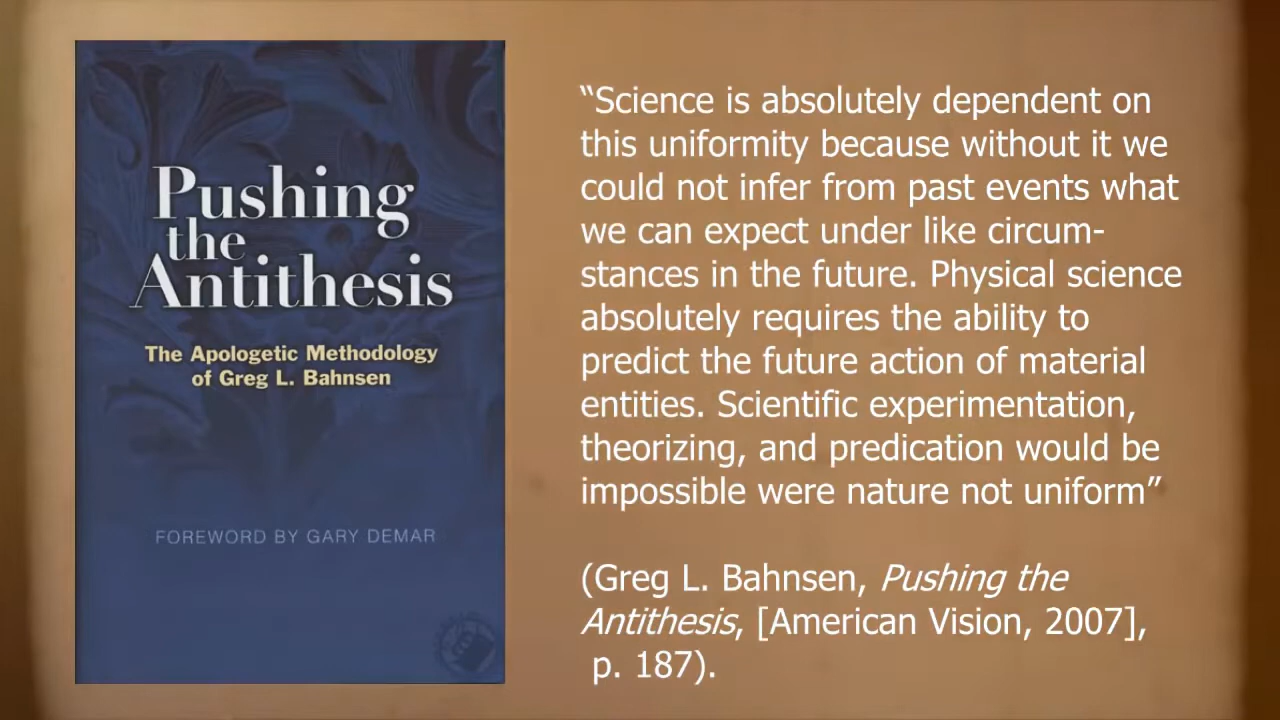 Pushing
the
Antithesis
The Apologetic Methodology
of Greg L. Bahnsen
FOREWORD BY GARY DEMAR
“Science is absolutely dependent on
this uniformity because without it we
could not infer from past events what
we can expect under like circum-
stances in the future. Physical science
absolutely requires the ability to
predict the future action of material
entities. Scientific experimentation,
theorizing, and predication would be
impossible were nature not uniform”
(Greg L. Bahnsen, Pushing the
Antithesis, [American Vision, 2007],
p. 187).